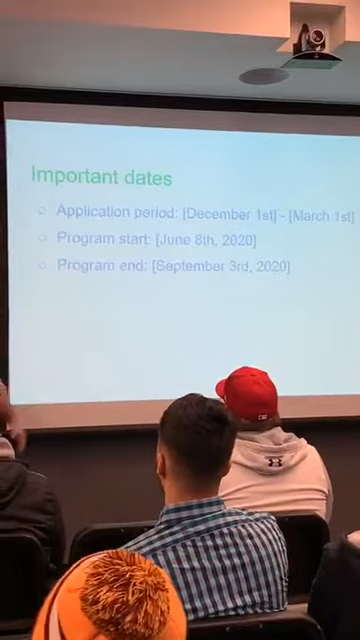 Important dates
Application period: [December 1st] - [March 1st]
Program start: [June 8th, 2020]
Program end: [September 3rd, 2020]